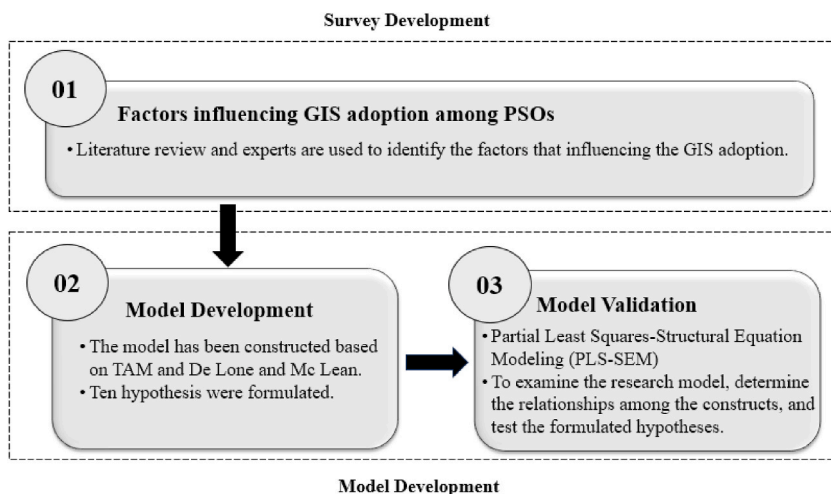 Survey Development
01
Factors influencing GIS adoption among PSOs
• Literature review and experts are used to identify the factors that influencing the GIS adoption.
02
Model Development
• The model has been constructed based
on TAM and De Lone and Mc Lean.
• Ten hypothesis were formulated.
03
Model Validation
• Partial Least Squares-Structural Equation
Modeling (PLS-SEM)
• To examine the research model, determine
the relationships among the constructs, and
test the formulated hypotheses.
Model Development